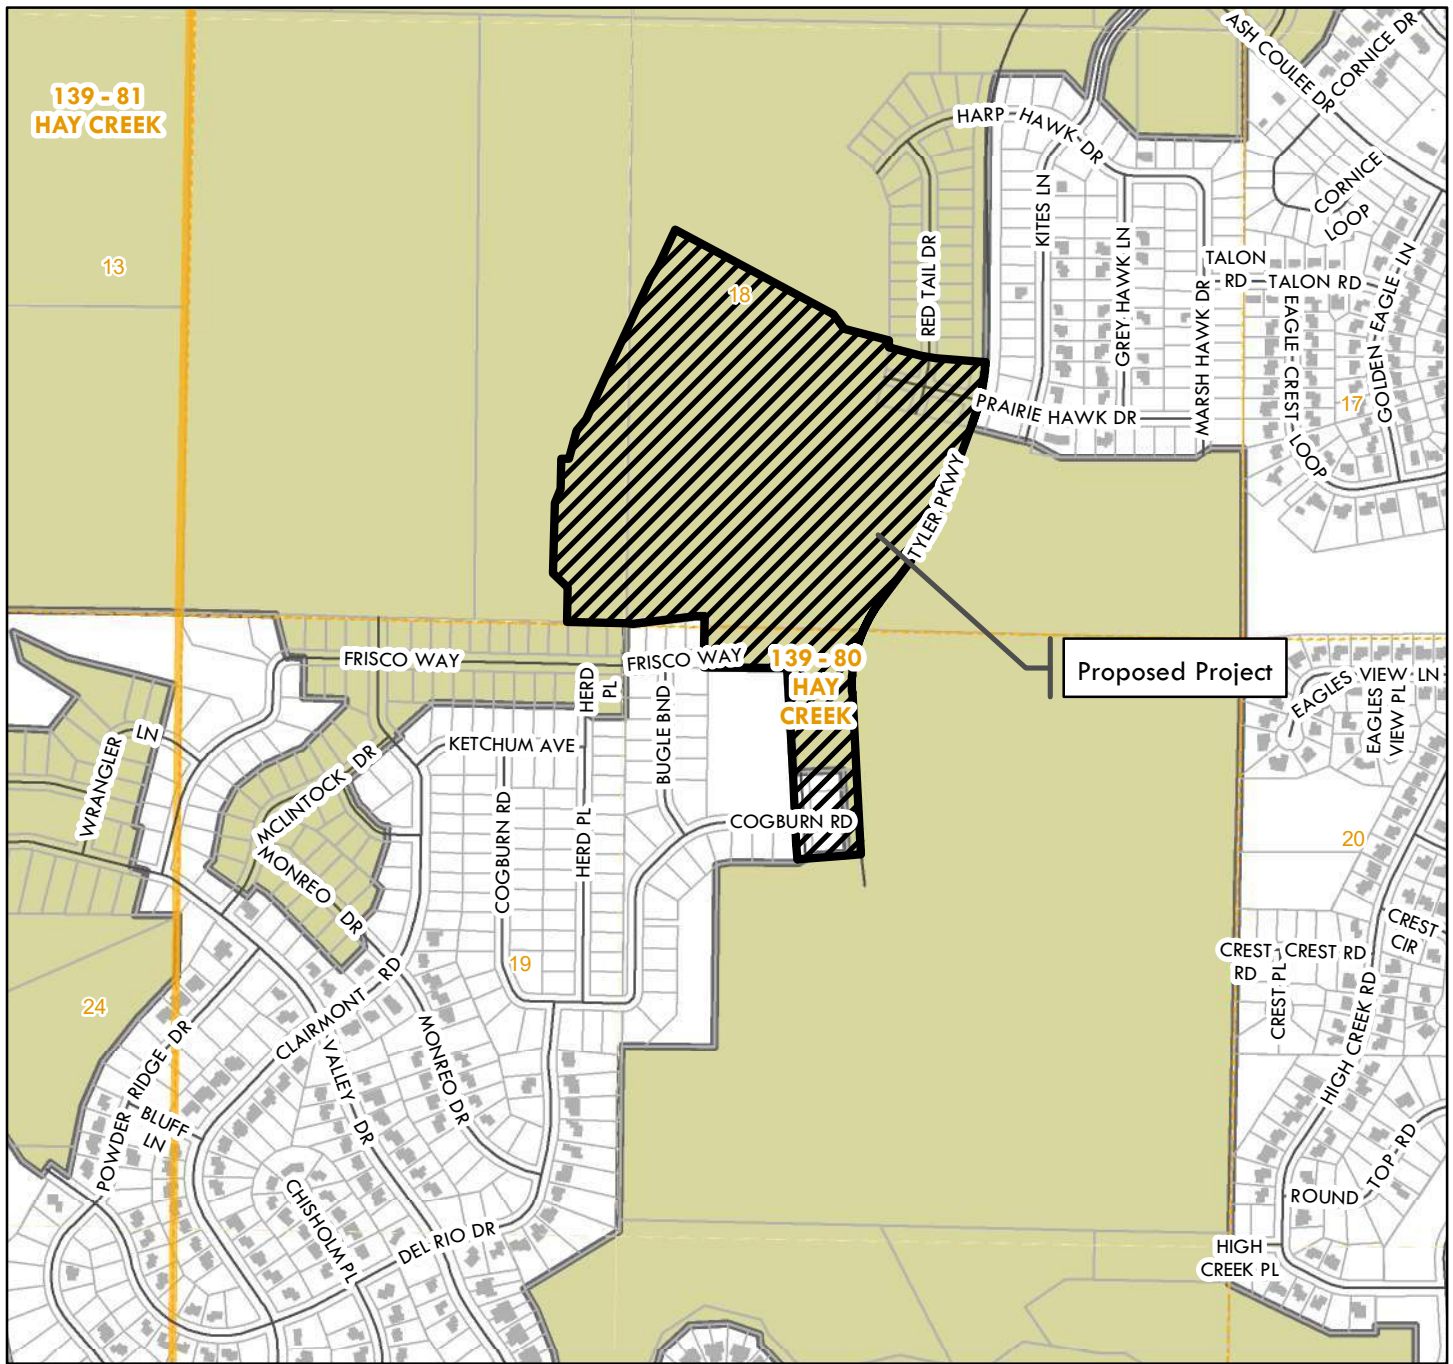 139 - 81
HAY CREEK
13
18
HARP HAWK DR
ASH COULEE DR
CORNICE DR
CORNICE
LOOP
KITES LN
GREY HAWK LN
RED TAIL DR
MARSH HAWK DR
TALON
RD
TALON RD
EAGLE CREST LOOP
GOLDEN EAGLE LN
17
PRAIRIE HAWK DR
TYLER PKWY
Proposed Project
139 - 80
HAY
CREEK
FRISCO WAY
FRISCO WAY
HERD
PL
BUGLE BND
KETCHUM AVE
WRANGLER LN
MCLINTOCK DR
MONREO DR
COGBURN RD
HERD PL
COGBURN RD
EAGLES VIEW LN
EAGLES
VIEW PL
20
19
24
CREST
RD
CREST RD
CREST
CIR
CREST PL
HIGH CREEK RD
CLAIRMONT RD
POWDER RIDGE DR
VALLEY DR
MONREO DR
BLUFF
LN
CHISHOLM PL
DEL RIO DR
ROUND TOP RD
HIGH
CREEK PL